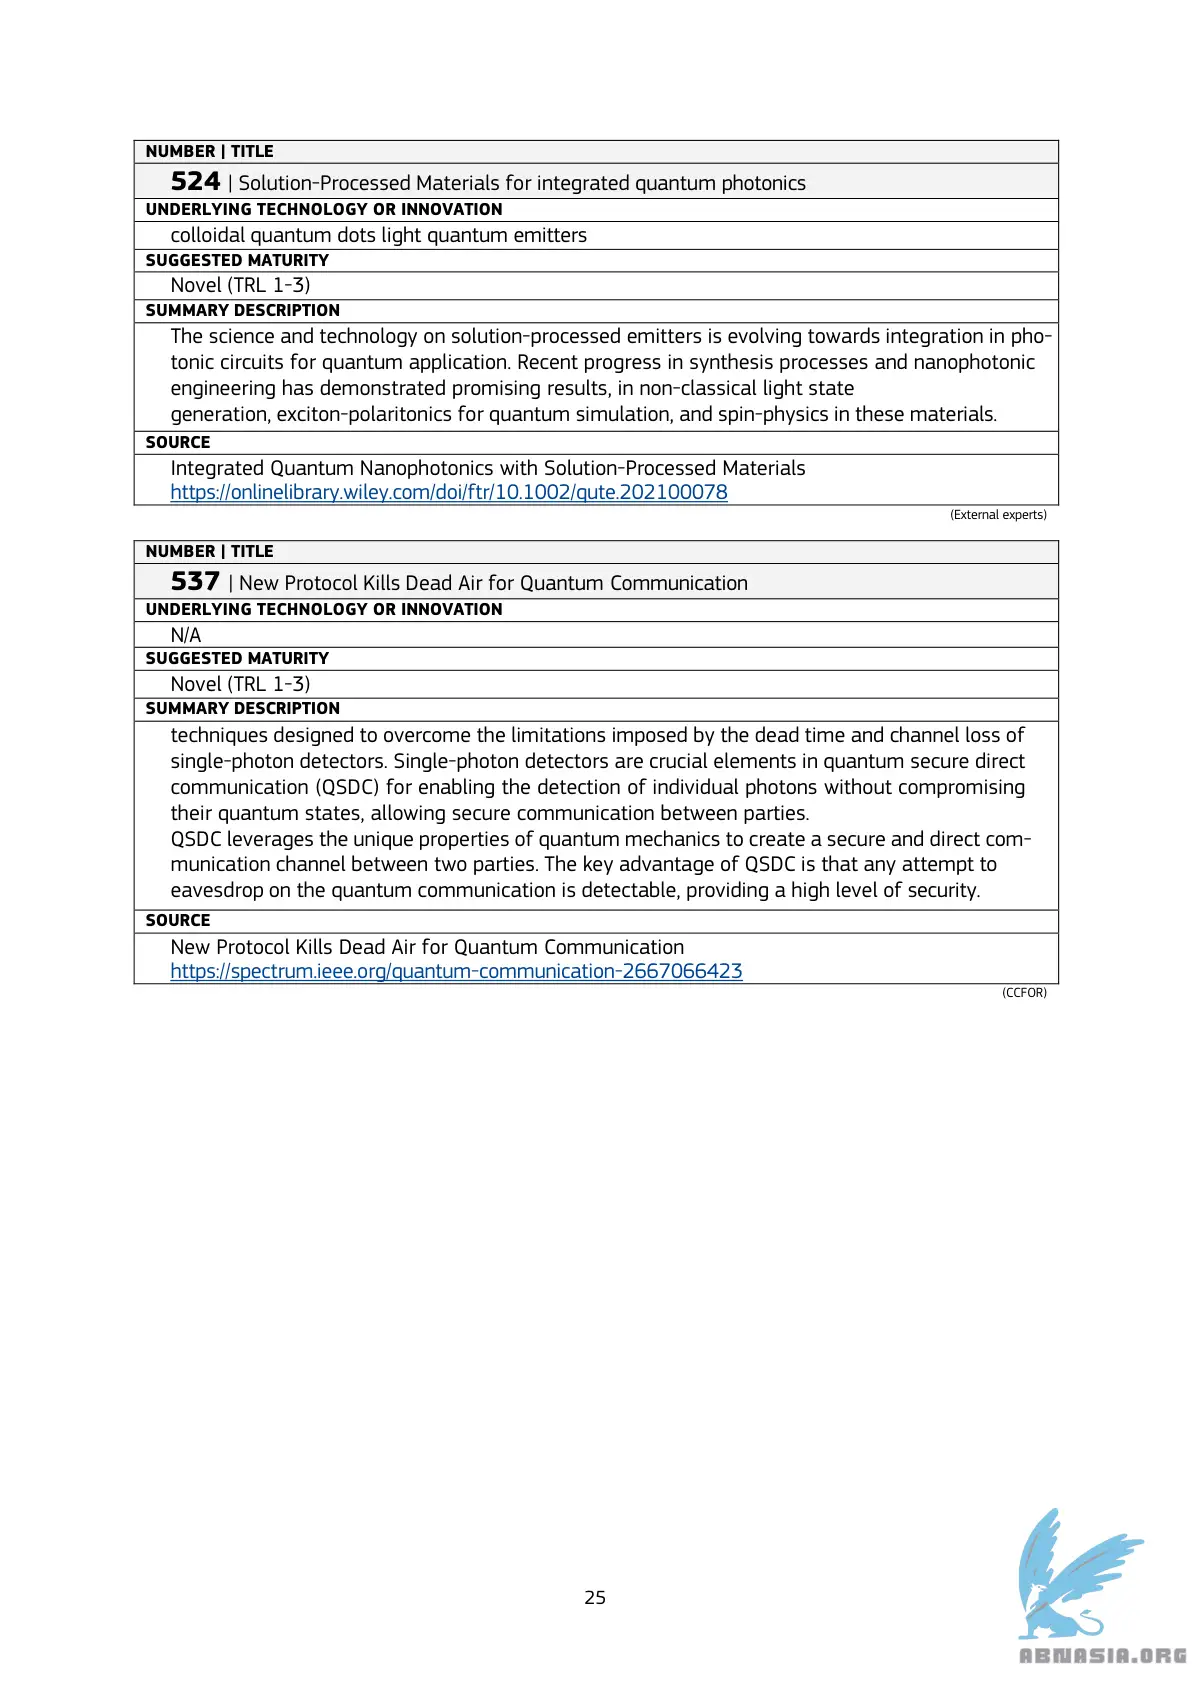 NUMBER | TITLE
524 | Solution-Processed Materials for integrated quantum photonics
UNDERLYING TECHNOLOGY OR INNOVATION
colloidal quantum dots light quantum emitters
SUGGESTED MATURITY
Novel (TRL 1-3)
SUMMARY DESCRIPTION
The science and technology on solution-processed emitters is evolving towards integration in pho-
tonic circuits for quantum application. Recent progress in synthesis processes and nanophotonic
engineering has demonstrated promising results, in non-classical light state
generation, exciton-polaritonics for quantum simulation, and spin-physics in these materials.
SOURCE
Integrated Quantum Nanophotonics with Solution-Processed Materials
https://onlinelibrary.wiley.com/doi/ftr/10.1002/qute.202100078
(External experts)
NUMBER | TITLE
537 | New Protocol Kills Dead Air for Quantum Communication
UNDERLYING TECHNOLOGY OR INNOVATION
N/A
SUGGESTED MATURITY
Novel (TRL 1-3)
SUMMARY DESCRIPTION
techniques designed to overcome the limitations imposed by the dead time and channel loss of
single-photon detectors. Single-photon detectors are crucial elements in quantum secure direct
communication (QSDC) for enabling the detection of individual photons without compromising
their quantum states, allowing secure communication between parties.
QSDC leverages the unique properties of quantum mechanics to create a secure and direct com-
munication channel between two parties. The key advantage of QSDC is that any attempt to
eavesdrop on the quantum communication is detectable, providing a high level of security.
SOURCE
New Protocol Kills Dead Air for Quantum Communication
https://spectrum.ieee.org/quantum-communication-2667066423
(CCFOR)
25
ABNASIA.ORG